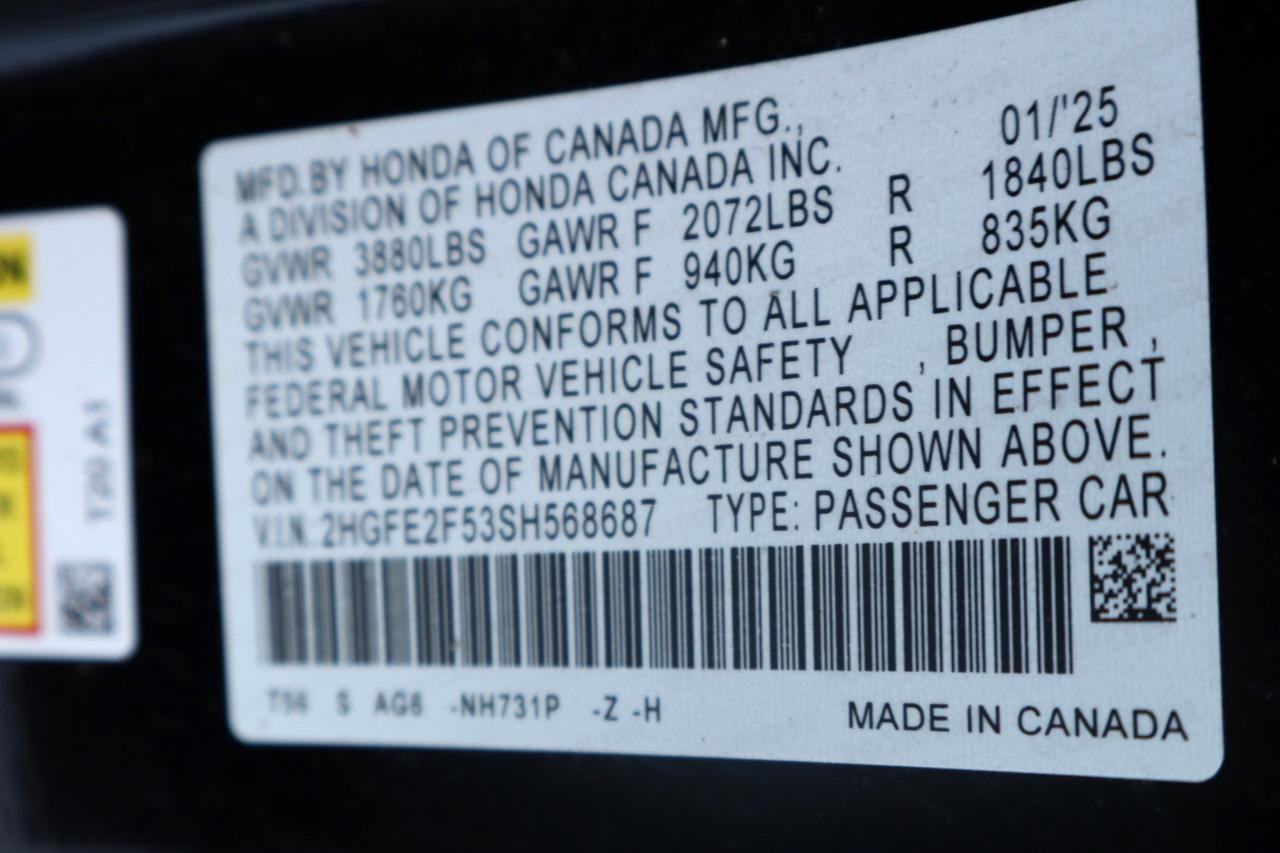 MFD. BY HONDA OF CANADA MFG., 01/'25
A DIVISION OF HONDA CANADA INC.
GVWR 3880LBS GAWR F 2072LBS R 1840LBS
GVWR 1760KG GAWR F 940KG R 835KG
THIS VEHICLE CONFORMS TO ALL APPLICABLE
FEDERAL MOTOR VEHICLE SAFETY , BUMPER ,
AND THEFT PREVENTION STANDARDS IN EFFECT
ON THE DATE OF MANUFACTURE SHOWN ABOVE.
V.I.N.:2HGFE2F53SH568687 TYPE: PASSENGER CAR
S AG6 -NH731P -Z -H
MADE IN CANADA
T20 A1